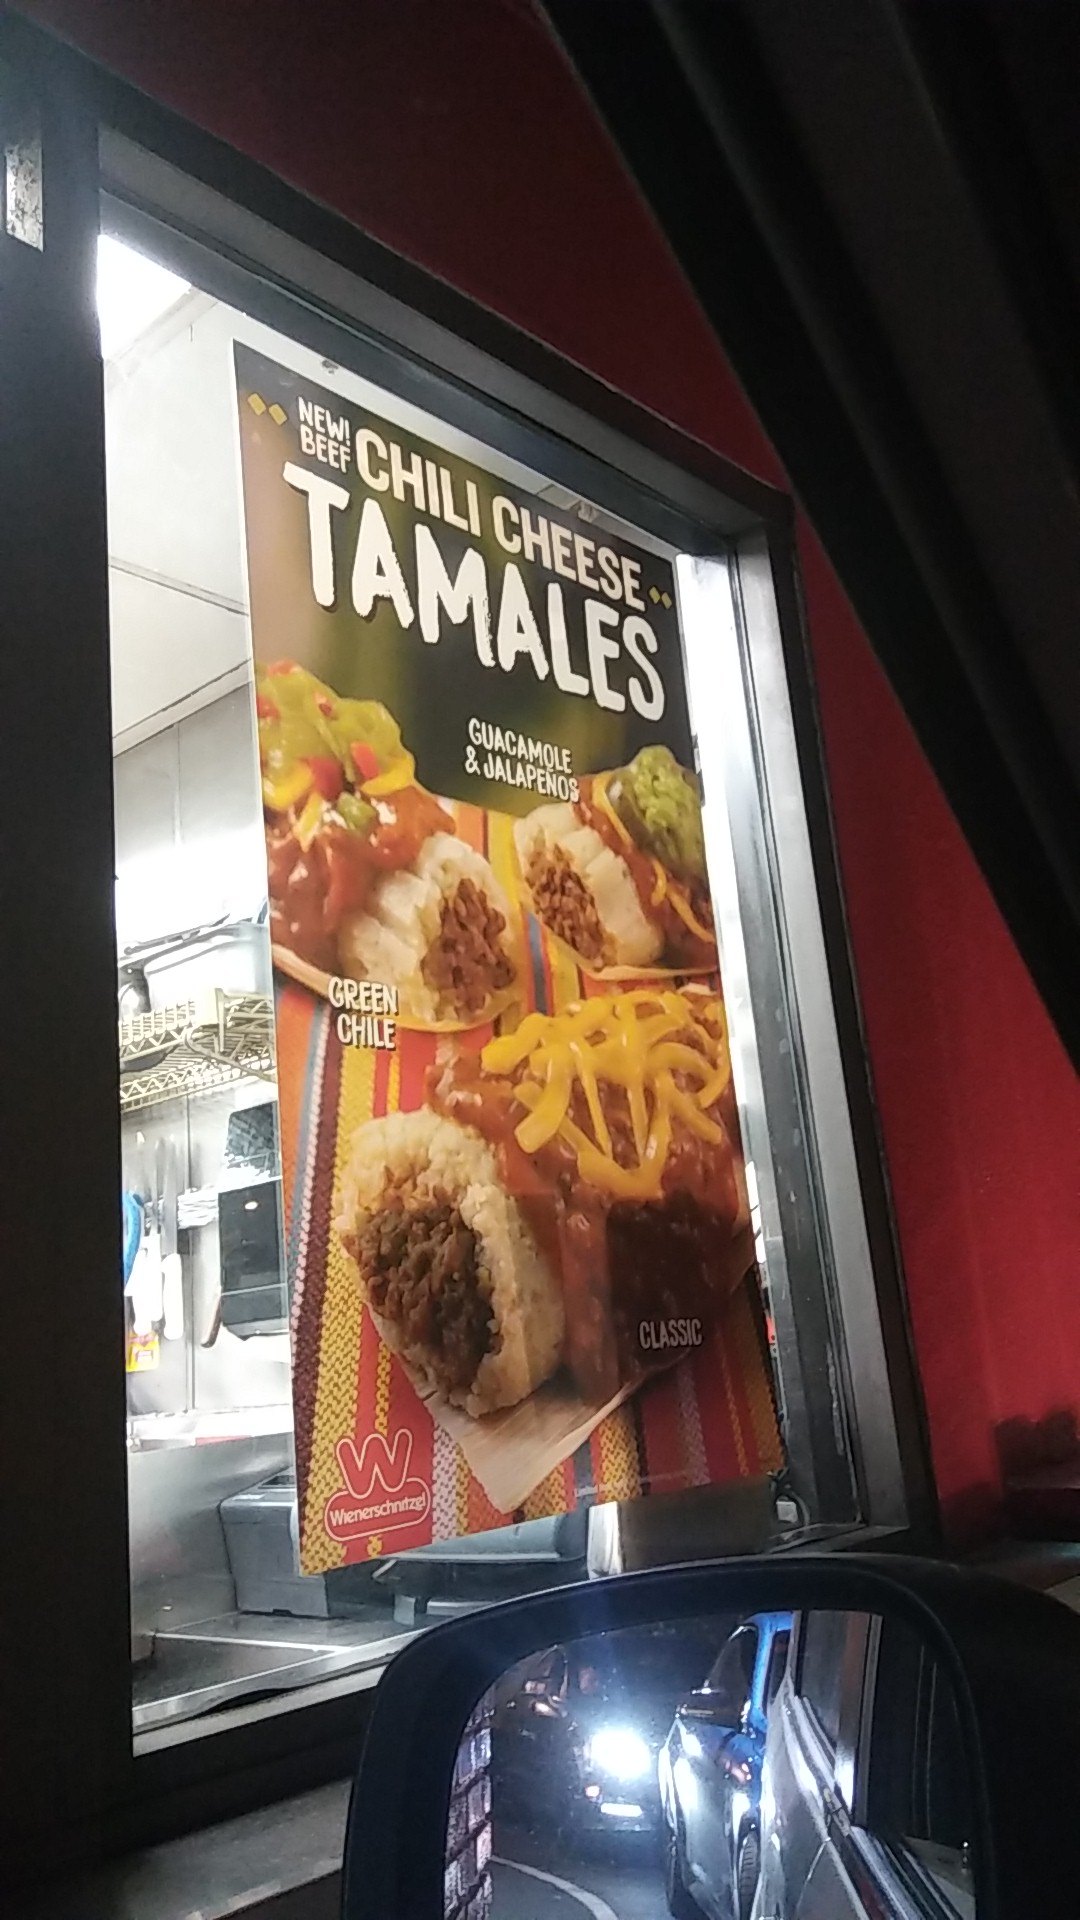 NEW!
BEEF
CHILI CHEESE
TAMALES
GUACAMOLE
& JALAPEÑOS
GREEN
CHILE
CLASSIC
W
Wienerschnitzel